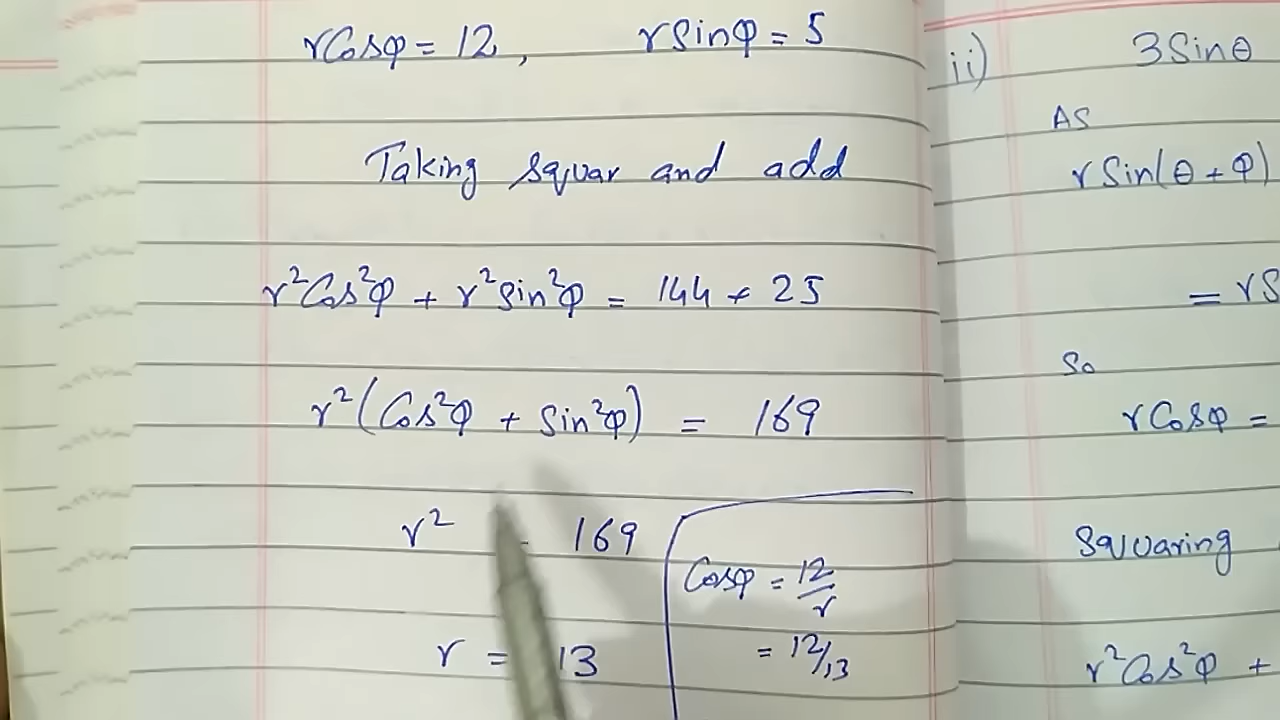 rCosφ = 12, rsinφ = 5
Taking squar and add
r²Cos²φ + r²sin²φ = 144 + 25
r²(Cos²φ + sin²φ) = 169
r² = 169
r = 13
Cosφ = 12/r
= 12/13
ii) 3Sinθ
As
rSin(θ + φ)
= rS
So
rCosφ =
Squaring
r²Cos²φ +